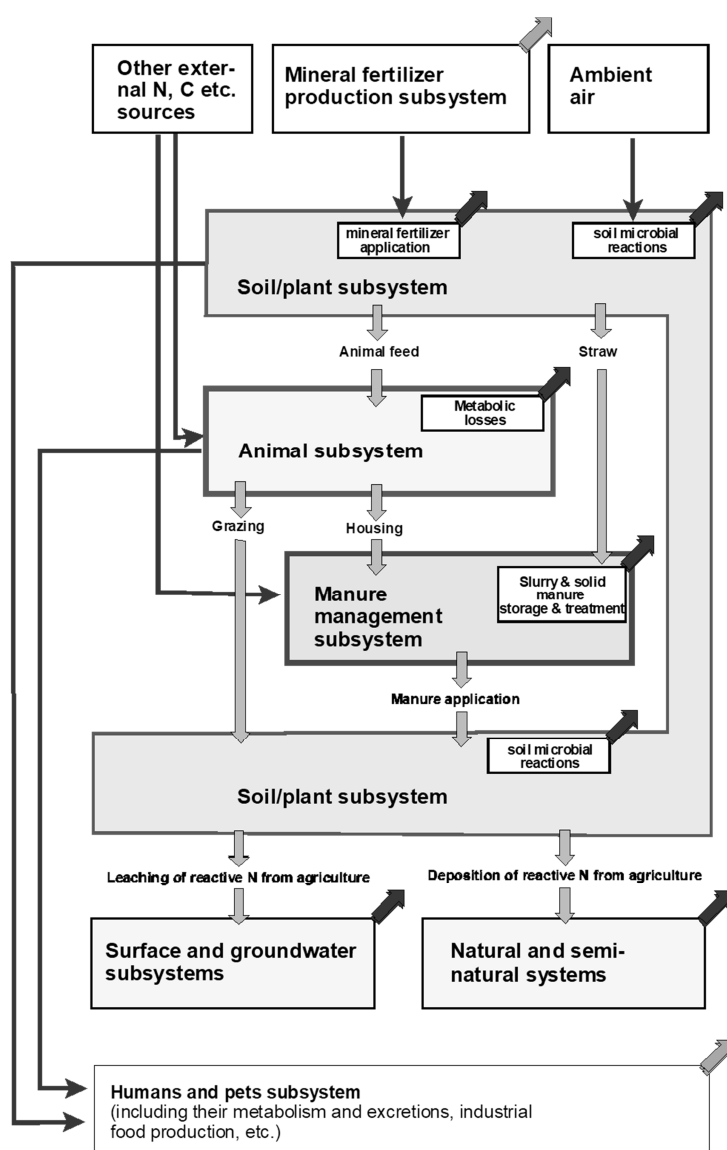 Other exter-
nal N, C etc.
sources
Mineral fertilizer
production subsystem
Ambient
air
mineral fertilizer
application
soil microbial
reactions
Soil/plant subsystem
Animal feed
Straw
Metabolic
losses
Animal subsystem
Grazing
Housing
Slurry & solid
manure
storage & treatment
Manure
management
subsystem
Manure application
soil microbial
reactions
Soil/plant subsystem
Leaching of reactive N from agriculture
Deposition of reactive N from agriculture
Surface and groundwater
subsystems
Natural and semi-
natural systems
Humans and pets subsystem
(including their metabolism and excretions, industrial
food production, etc.)